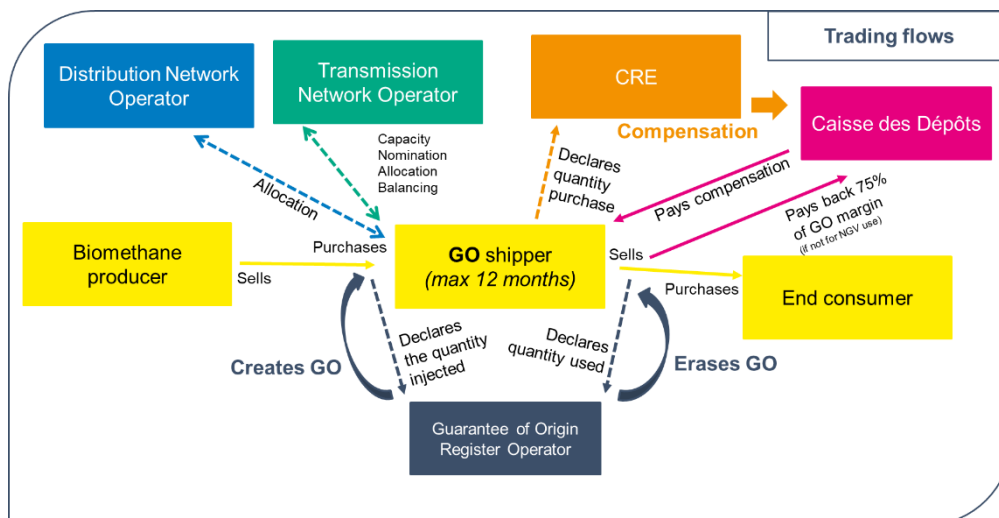 Trading flows
Distribution Network
Operator
Transmission
Network Operator
CRE
Compensation
Caisse des Dépôts
Capacity
Nomination
Allocation
Balancing
Allocation
Declares
quantity
purchase
Pays compensation
Pays back 75%
of GO margin
(if not for NGV use)
Biomethane
producer
Sells
Purchases
GO shipper
(max 12 months)
Sells
Purchases
End consumer
Creates GO
Declares
the quantity
injected
Declares
quantity used
Erases GO
Guarantee of Origin
Register Operator